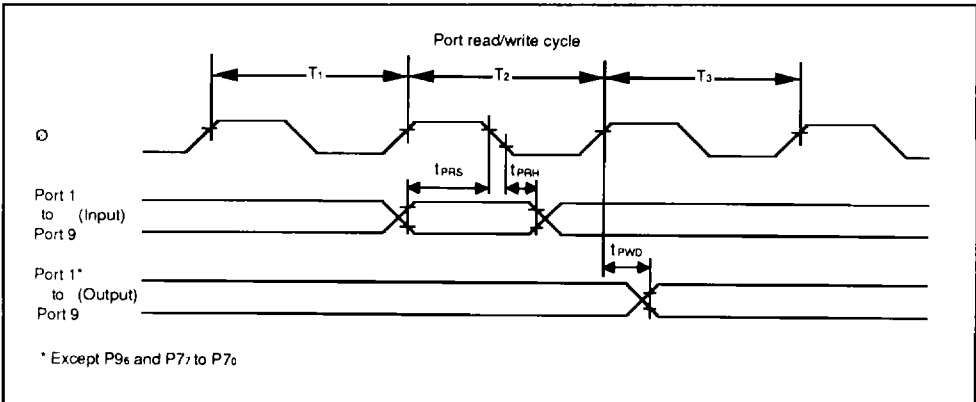 Port read/write cycle
T1 T2 T3
Ø
tPRS tPRH
Port 1
to (Input)
Port 9
tPWD
Port 1*
to (Output)
Port 9
* Except P96 and P77 to P70